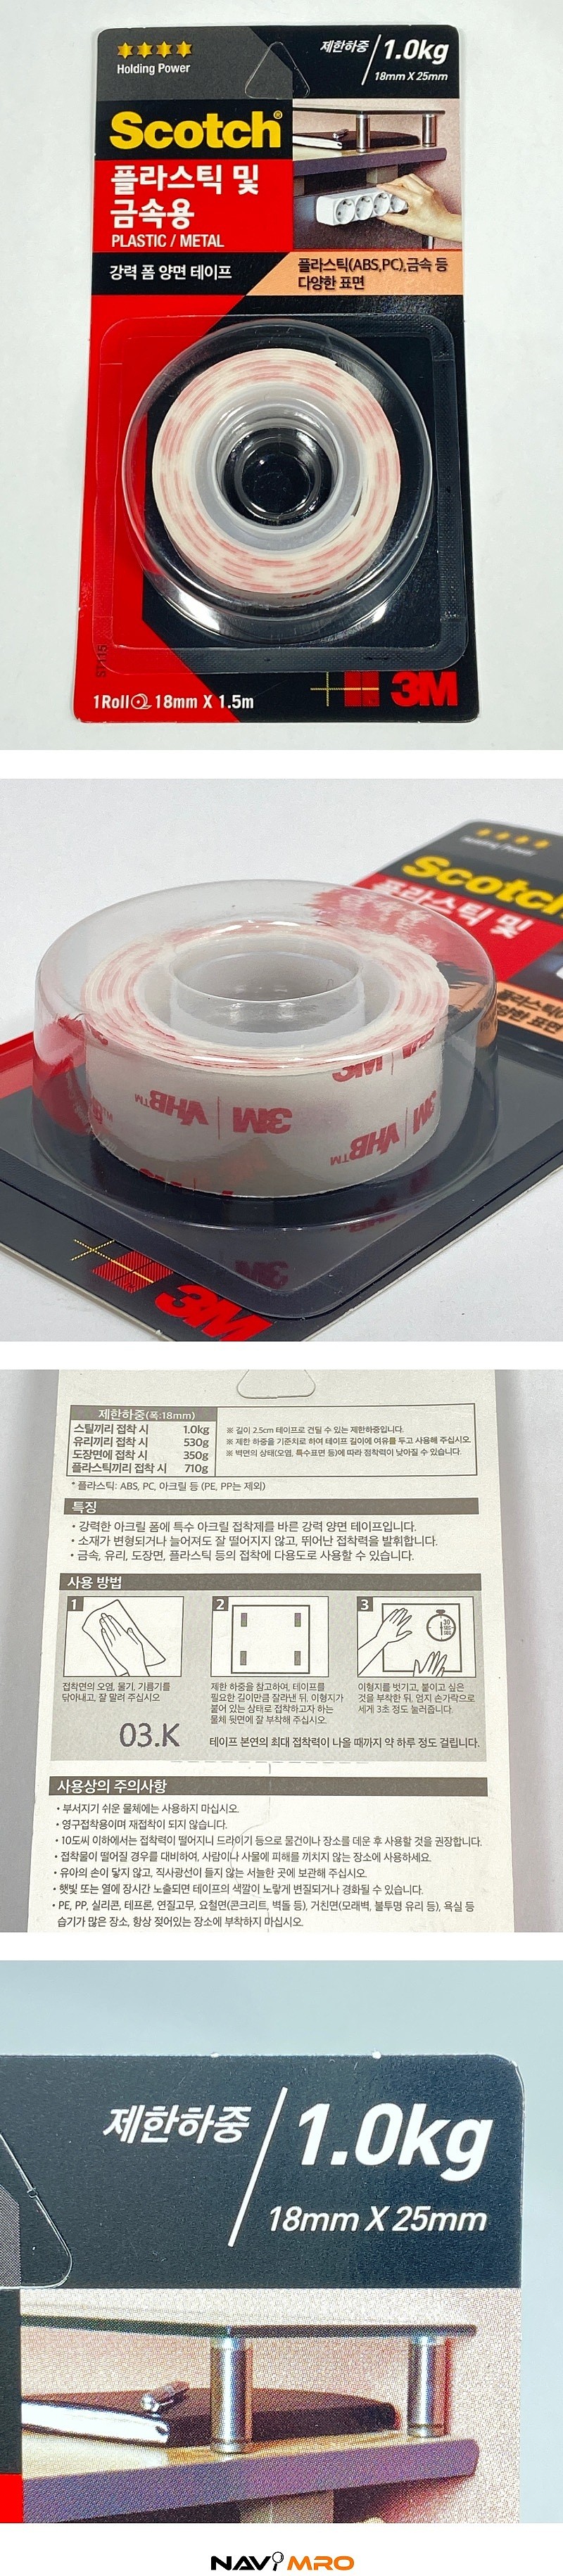 Holding Power
제한하중 1.0kg
18mm X 25mm
Scotch®
플라스틱 및
금속용
PLASTIC / METAL
강력 폼 양면 테이프
플라스틱(ABS,PC),금속 등
다양한 표면
1Roll 18mm X 1.5m
3M
Holding Power
Scotch
플라스틱 및
3M
3M VHB™
3M VHB™
3M
제한하중(폭:18mm)
스틸끼리 접착 시 1.0kg
유리끼리 접착 시 530g
도장면에 접착 시 350g
플라스틱끼리 접착 시 710g
※ 길이 2.5cm 테이프로 견딜 수 있는 제한하중입니다.
※ 제한 하중을 기준치로 하여 테이프 길이에 여유를 두고 사용해 주십시오.
※ 벽면의 상태(오염, 특수표면 등)에 따라 점착력이 낮아질 수 있습니다.
* 플라스틱: ABS, PC, 아크릴 등 (PE, PP는 제외)
특징
• 강력한 아크릴 폼에 특수 아크릴 접착제를 바른 강력 양면 테이프입니다.
• 소재가 변형되거나 늘어져도 잘 떨어지지 않고, 뛰어난 접착력을 발휘합니다.
• 금속, 유리, 도장면, 플라스틱 등의 접착에 다용도로 사용할 수 있습니다.
사용 방법
1
2
3
30 SEC
접착면의 오염, 물기, 기름기를
닦아내고, 잘 말려 주십시오
제한 하중을 참고하여, 테이프를
필요한 길이만큼 잘라낸 뒤, 이형지가
붙어 있는 상태로 접착하고자 하는
물체 뒷면에 잘 부착해 주십시오.
이형지를 벗기고, 붙이고 싶은
것을 부착한 뒤, 엄지 손가락으로
세게 3초 정도 눌러줍니다.
03.K
테이프 본연의 최대 접착력이 나올 때까지 약 하루 정도 걸립니다.
사용상의 주의사항
• 부서지기 쉬운 물체에는 사용하지 마십시오.
• 영구접착용이며 재접착이 되지 않습니다.
• 10도씨 이하에서는 접착력이 떨어지니 드라이기 등으로 물건이나 장소를 데운 후 사용할 것을 권장합니다.
• 접착물이 떨어질 경우를 대비하여, 사람이나 사물에 피해를 끼치지 않는 장소에 사용하세요.
• 유아의 손이 닿지 않고, 직사광선이 들지 않는 서늘한 곳에 보관해 주십시오.
• 햇빛 또는 열에 장시간 노출되면 테이프의 색깔이 노랗게 변질되거나 경화될 수 있습니다.
• PE, PP, 실리콘, 테프론, 연질고무, 요철면(콘크리트, 벽돌 등), 거친면(모래벽, 불투명 유리 등), 욕실 등
습기가 많은 장소, 항상 젖어있는 장소에 부착하지 마십시오.
제한하중 1.0kg
18mm X 25mm
NAVIMRO